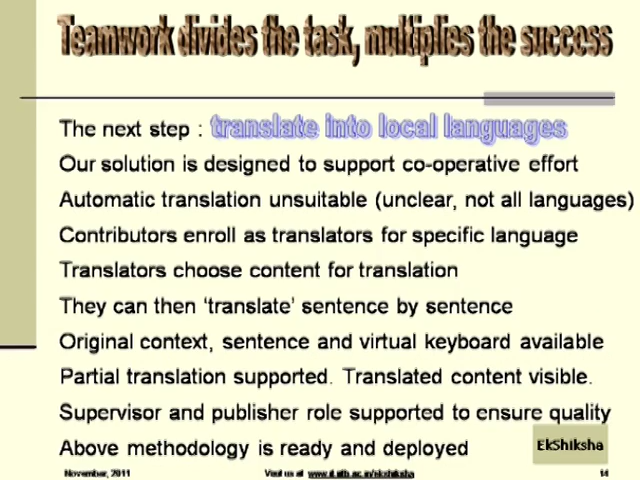 Teamwork divides the task, multiplies the success
The next step : translate into local languages
Our solution is designed to support co-operative effort
Automatic translation unsuitable (unclear, not all languages)
Contributors enroll as translators for specific language
Translators choose content for translation
They can then ‘translate’ sentence by sentence
Original context, sentence and virtual keyboard available
Partial translation supported. Translated content visible.
Supervisor and publisher role supported to ensure quality
Above methodology is ready and deployed
EkShiksha
November, 2011 Visit us at 14